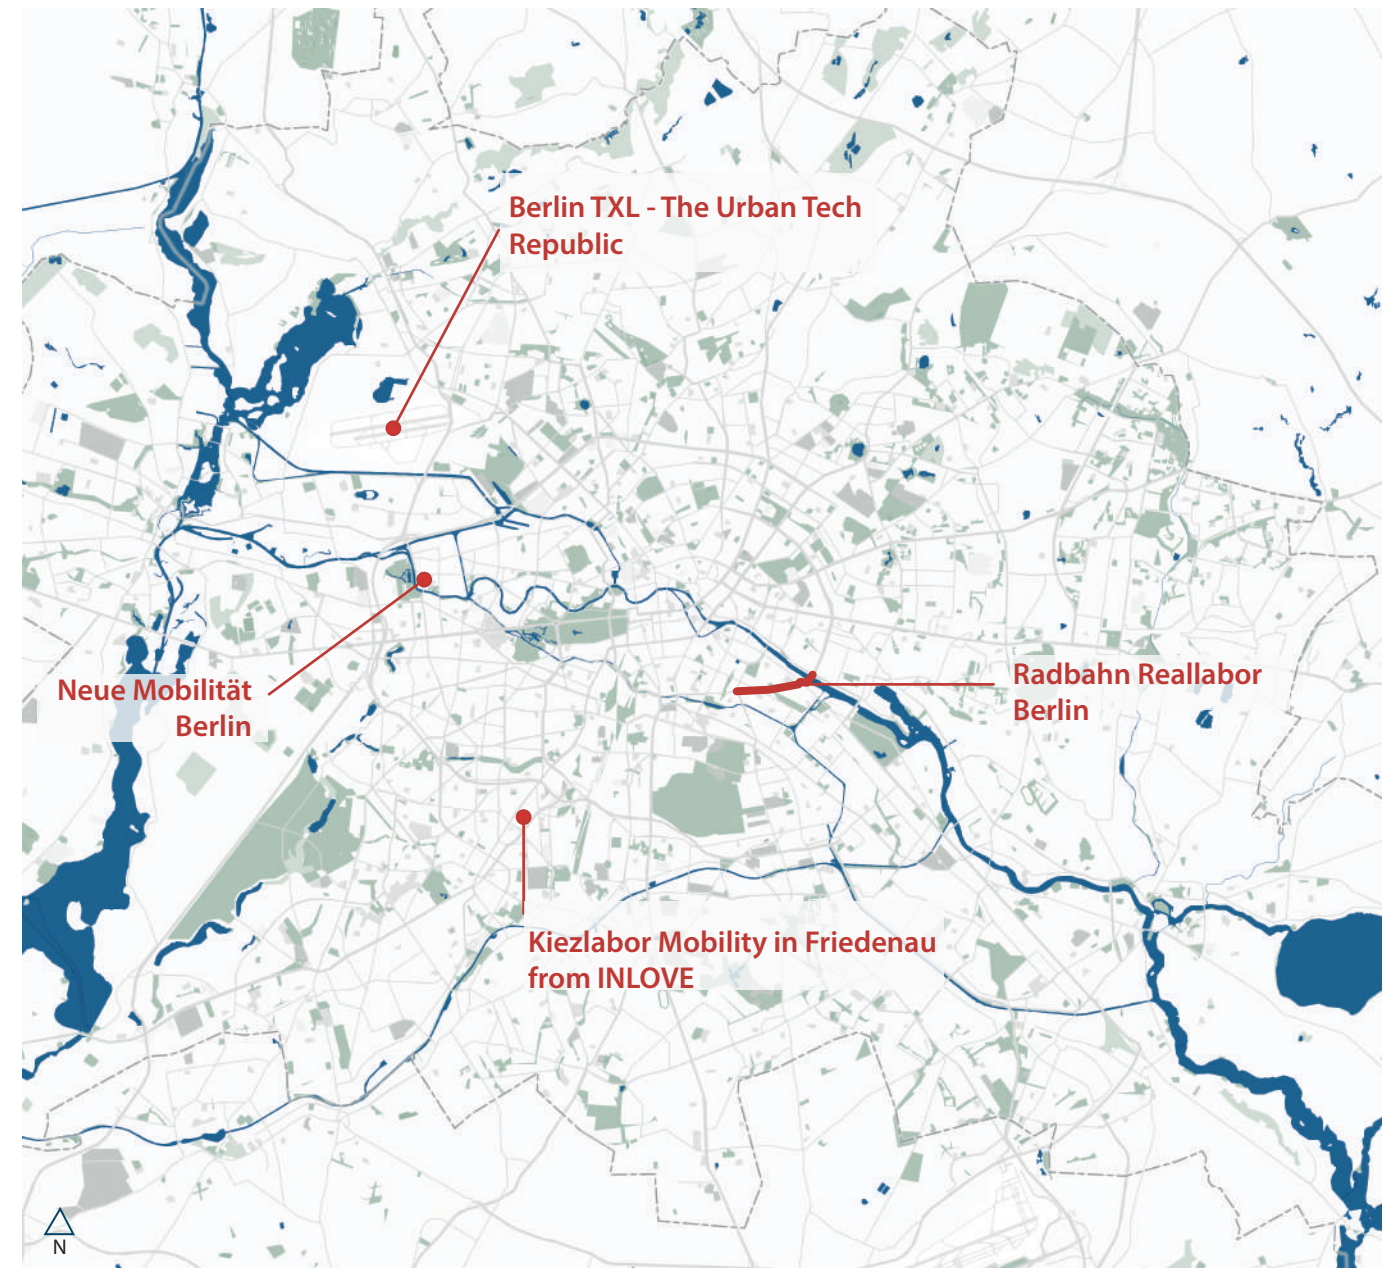 Berlin TXL - The Urban Tech
Republic
Neue Mobilität
Berlin
Radbahn Reallabor
Berlin
Kiezlabor Mobility in Friedenau
from INLOVE
N